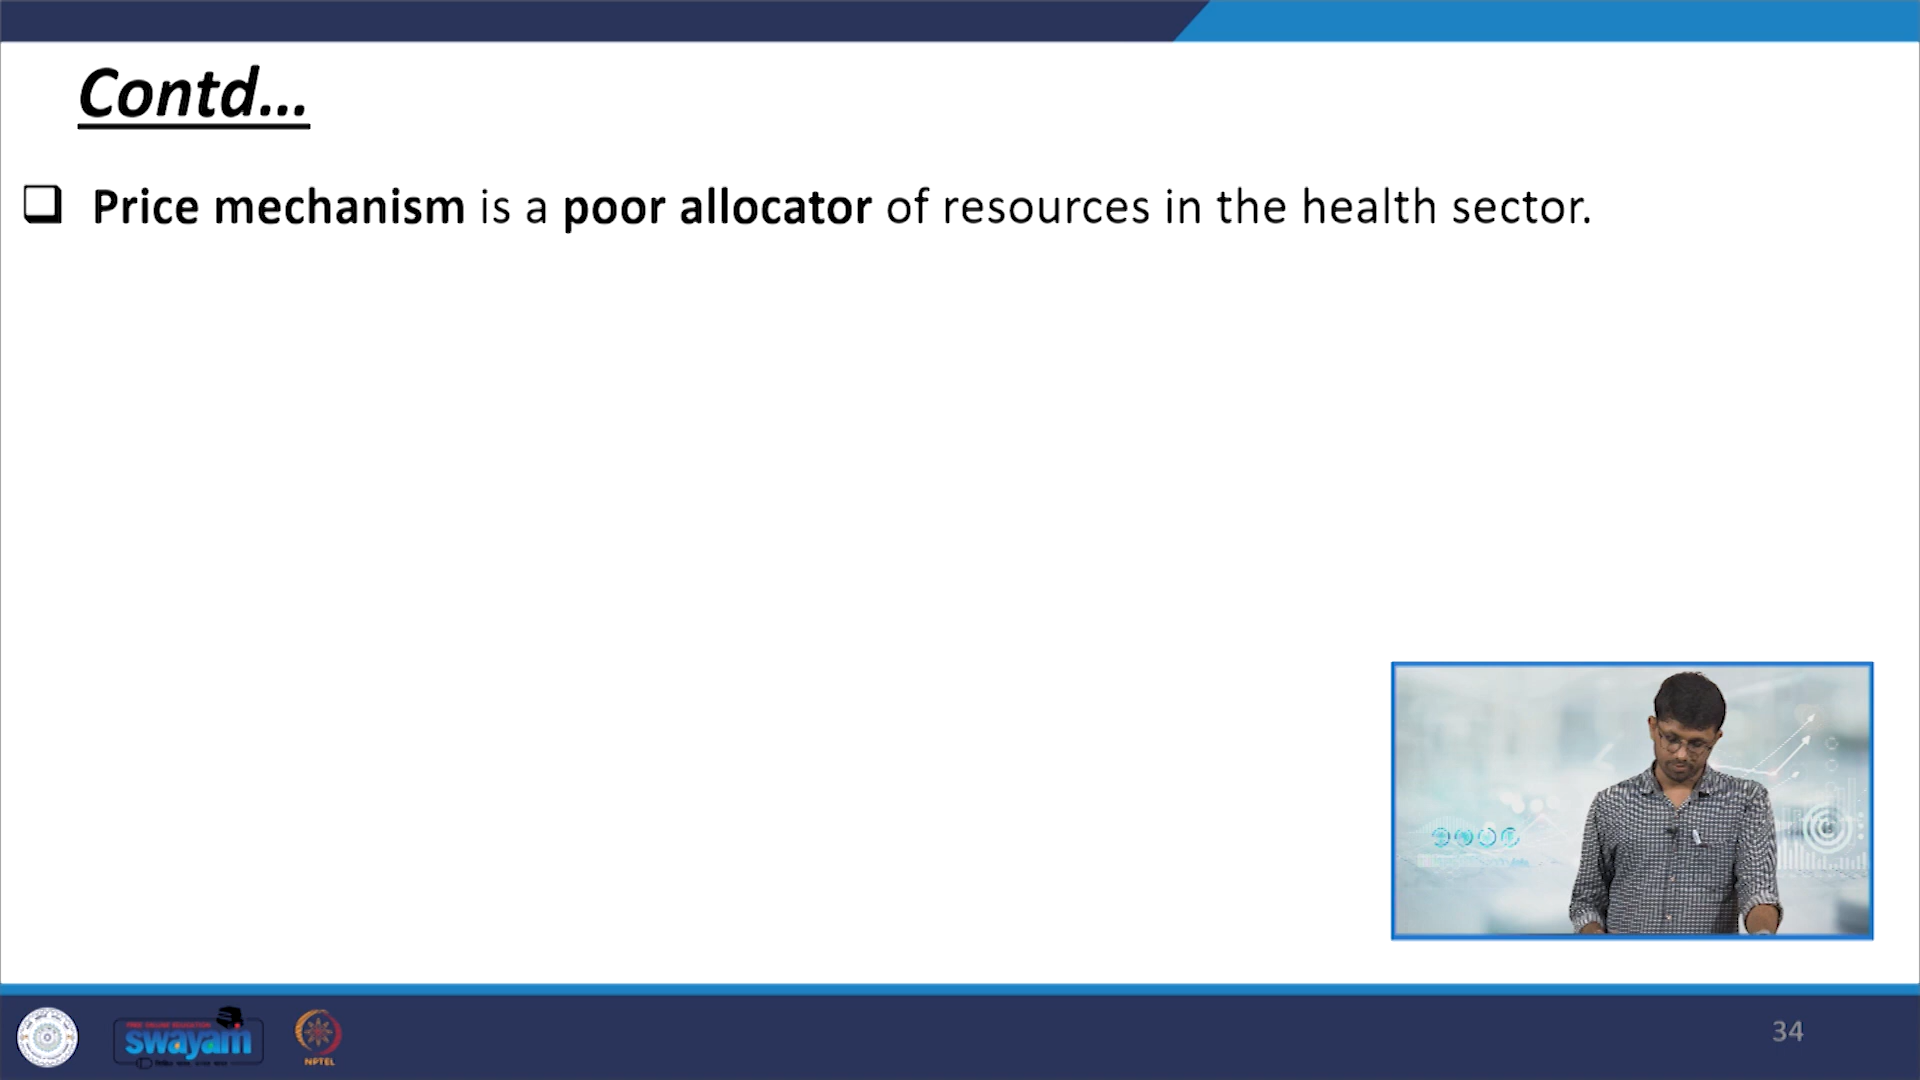 Contd...
Price mechanism is a poor allocator of resources in the health sector.
swayam
NPTEL
34